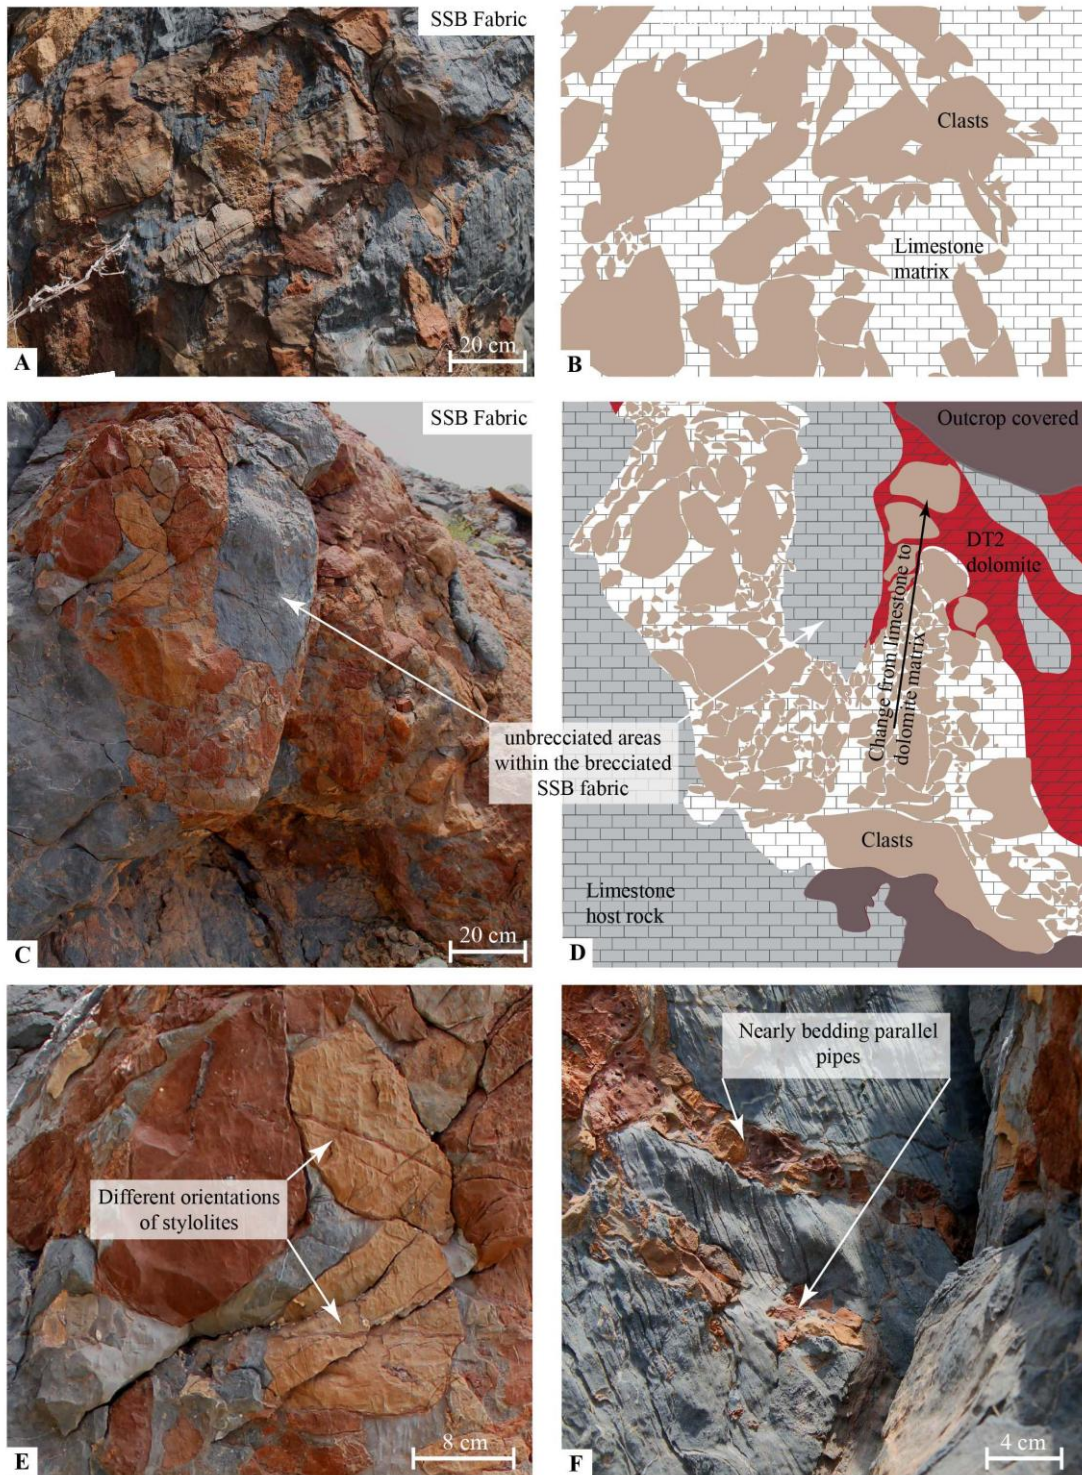 SSB Fabric
20 cm
A
Clasts
Limestone
matrix
B
SSB Fabric
unbrecciated areas
within the brecciated
SSB fabric
20 cm
C
Outcrop covered
DT2
dolomite
Change from limestone to
dolomite matrix
Clasts
Limestone
host rock
D
Different orientations
of stylolites
8 cm
E
Nearly bedding parallel
pipes
4 cm
F